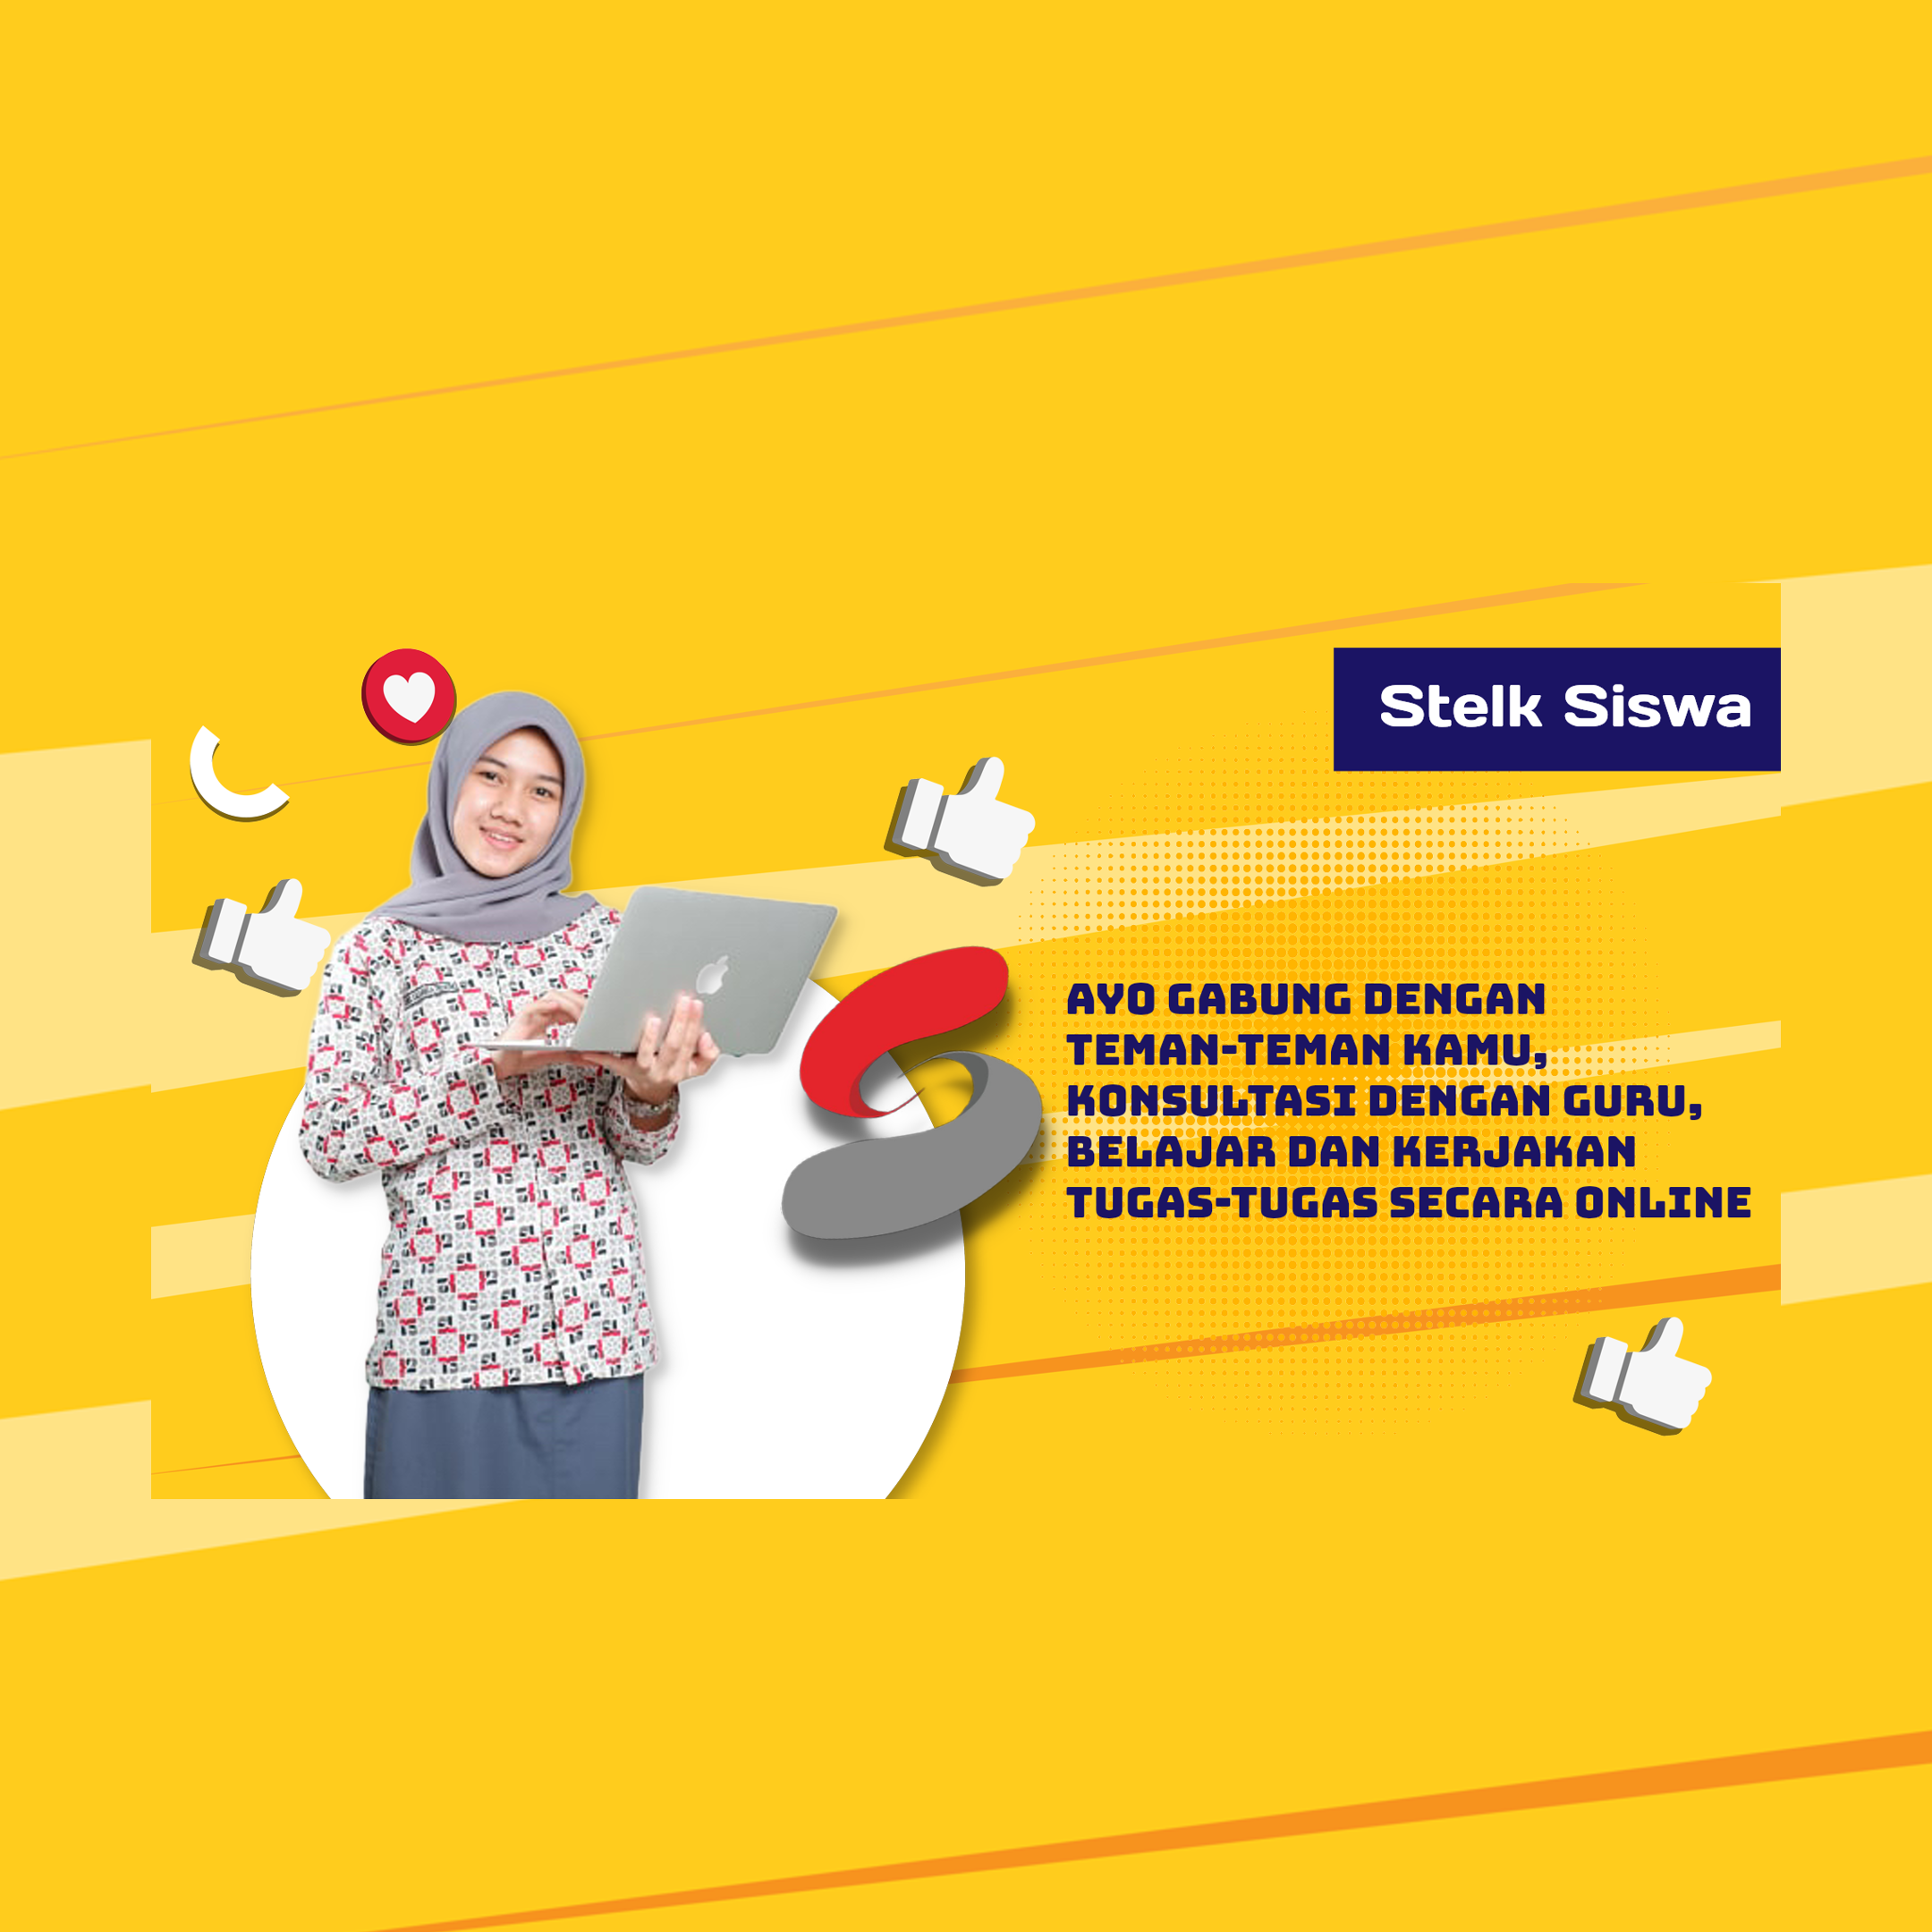 Stelk Siswa
AYO GABUNG DENGAN
TEMAN-TEMAN KAMU,
KONSULTASI DENGAN GURU,
BELAJAR DAN KERJAKAN
TUGAS-TUGAS SECARA ONLINE